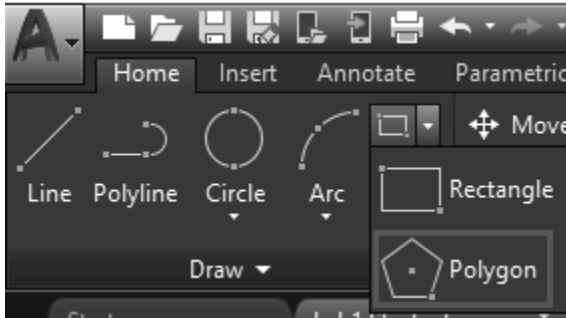 Home Insert Annotate Parametric
Move
Line Polyline Circle Arc
Rectangle
Polygon
Draw